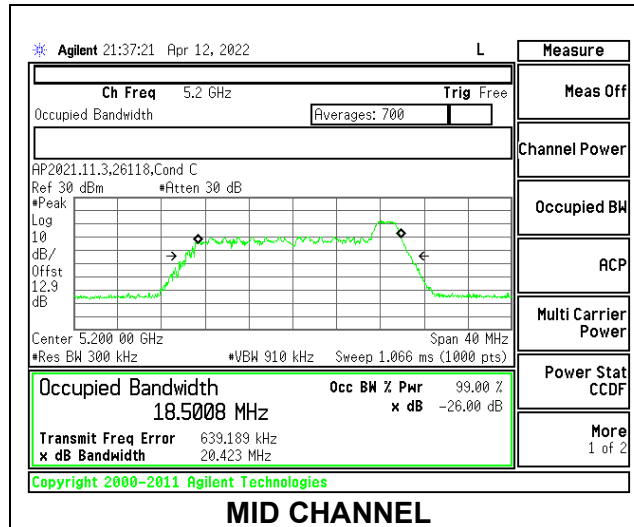 Agilent 21:37:21 Apr 12, 2022 L
Measure
Ch Freq 5.2 GHz Trig Free
Occupied Bandwidth Averages: 700
AP2021.11.3,26118,Cond C
Ref 30 dBm #Atten 30 dB
#Peak
Log
10
dB/
Offst
12.9
dB
Center 5.200 00 GHz Span 40 MHz
#Res BW 300 kHz #VBW 910 kHz Sweep 1.066 ms (1000 pts)
Occupied Bandwidth Occ BW % Pwr 99.00 %
18.5008 MHz x dB -26.00 dB
Transmit Freq Error 639.189 kHz
x dB Bandwidth 20.423 MHz
Copyright 2000-2011 Agilent Technologies
Meas Off
Channel Power
Occupied BW
ACP
Multi Carrier
Power
Power Stat
CCDF
More
1 of 2
MID CHANNEL